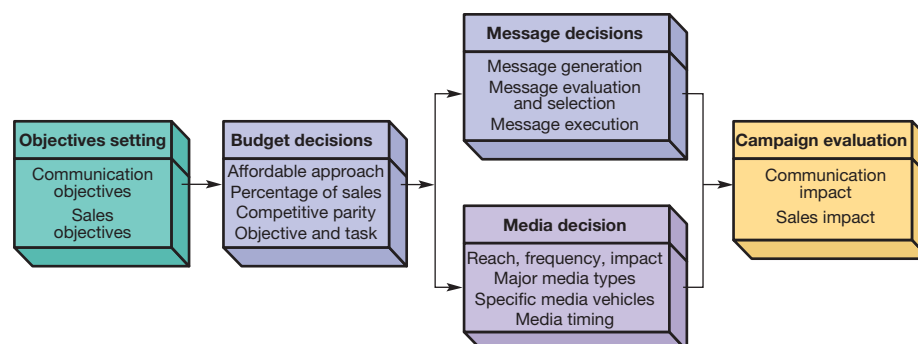 Objectives setting
Communication
objectives
Sales
objectives
Budget decisions
Affordable approach
Percentage of sales
Competitive parity
Objective and task
Message decisions
Message generation
Message evaluation
and selection
Message execution
Media decision
Reach, frequency, impact
Major media types
Specific media vehicles
Media timing
Campaign evaluation
Communication
impact
Sales impact